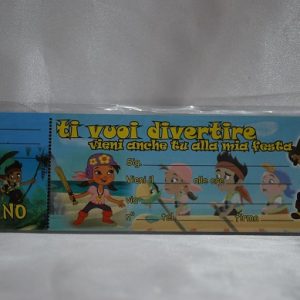 ti vuoi divertire
vieni anche tu alla mia festa
Sig.
Vieni il alle ore
via
n° tel. Firma
NO